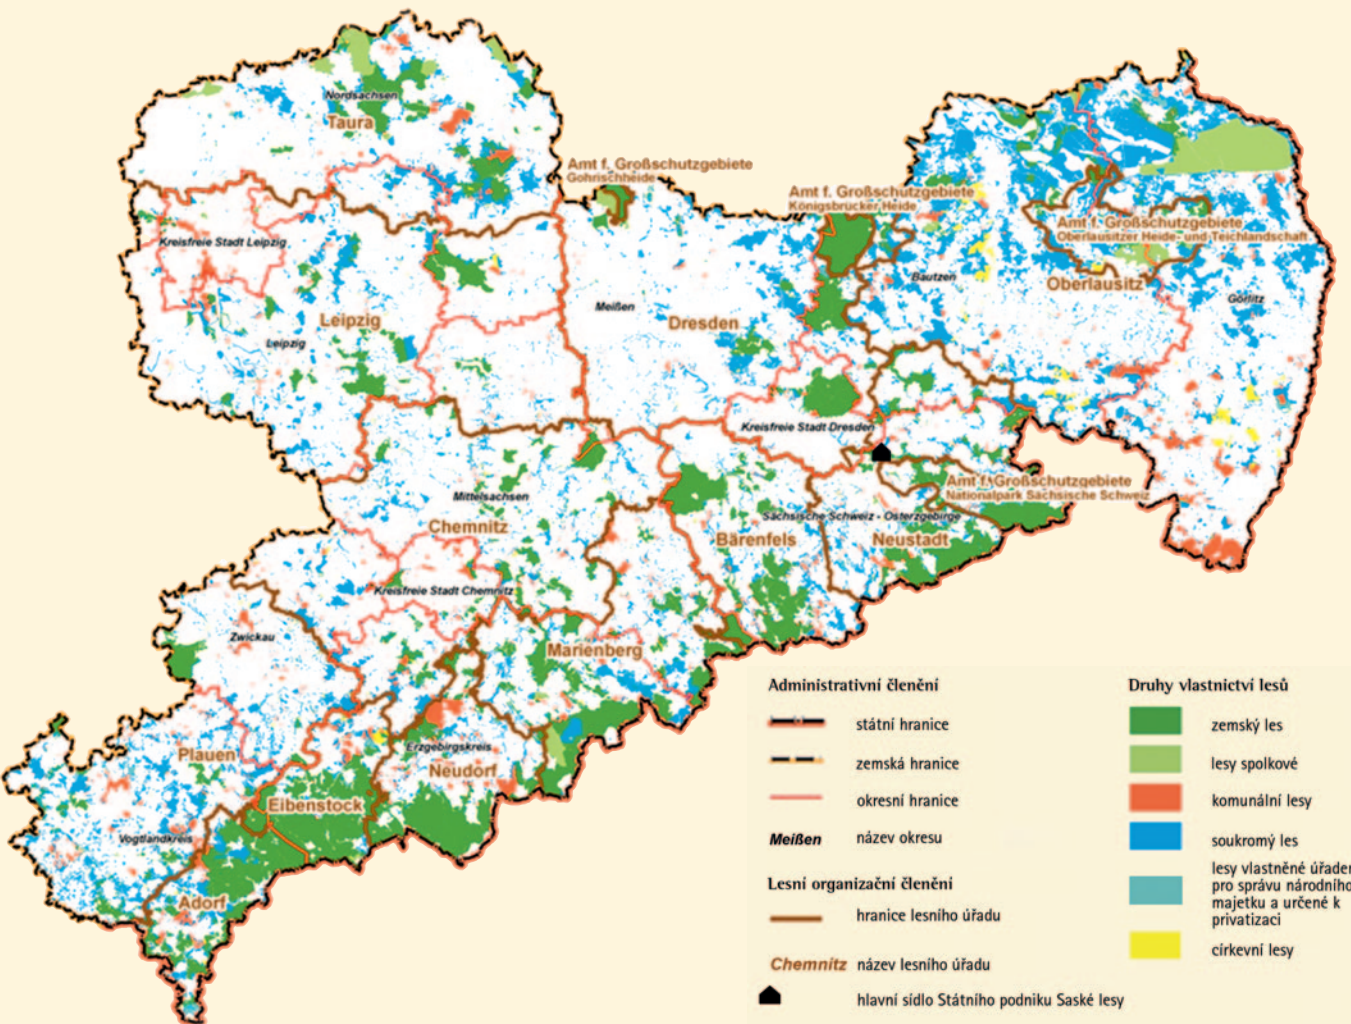 Nordsachsen
Taura
Amt f. Großschutzgebiete
Gohrischheide
Amt f. Großschutzgebiete
Königsbrücker Heide
Amt f. Großschutzgebiete
Oberlausitzer Heide- und Teichlandschaft
Kreisfreie Stadt Leipzig
Bautzen
Oberlausitz
Görlitz
Meißen
Leipzig
Dresden
Leipzig
Kreisfreie Stadt Dresden
Amt f. Großschutzgebiete
Nationalpark Sächsische Schweiz
Mittelsachsen
Chemnitz
Sächsische Schweiz - Osterzgebirge
Bärenfels
Neustadt
Kreisfreie Stadt Chemnitz
Zwickau
Marienberg
Plauen
Erzgebirgskreis
Neudorf
Eibenstock
Vogtlandkreis
Adorf
Administrativní členění
státní hranice
zemská hranice
okresní hranice
Meißen název okresu
Lesní organizační členění
hranice lesního úřadu
Chemnitz název lesního úřadu
hlavní sídlo Státního podniku Saské lesy
Druhy vlastnictví lesů
zemský les
lesy spolkové
komunální lesy
soukromý les
lesy vlastněné úřadem
pro správu národního
majetku a určené k
privatizaci
církevní lesy